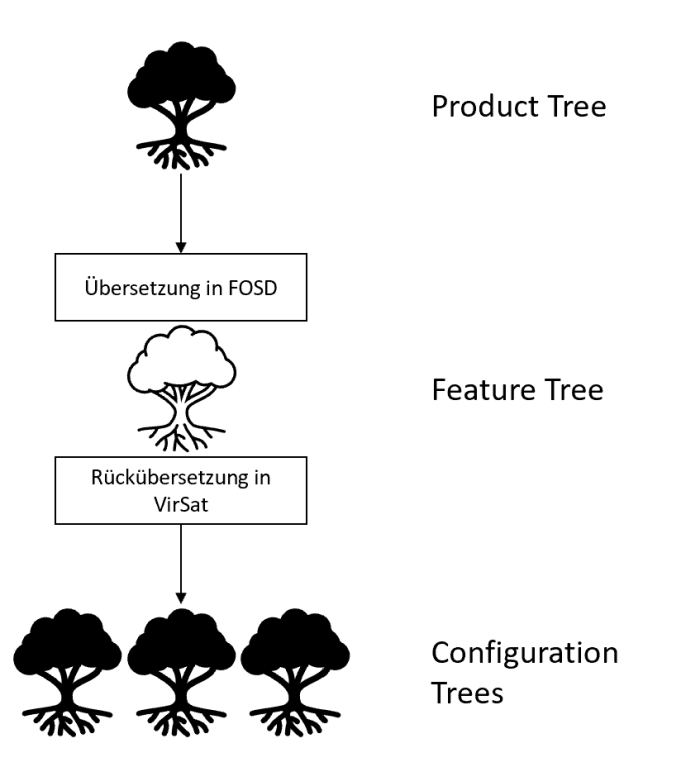 Product Tree
Übersetzung in FOSD
Feature Tree
Rückübersetzung in
VirSat
Configuration
Trees